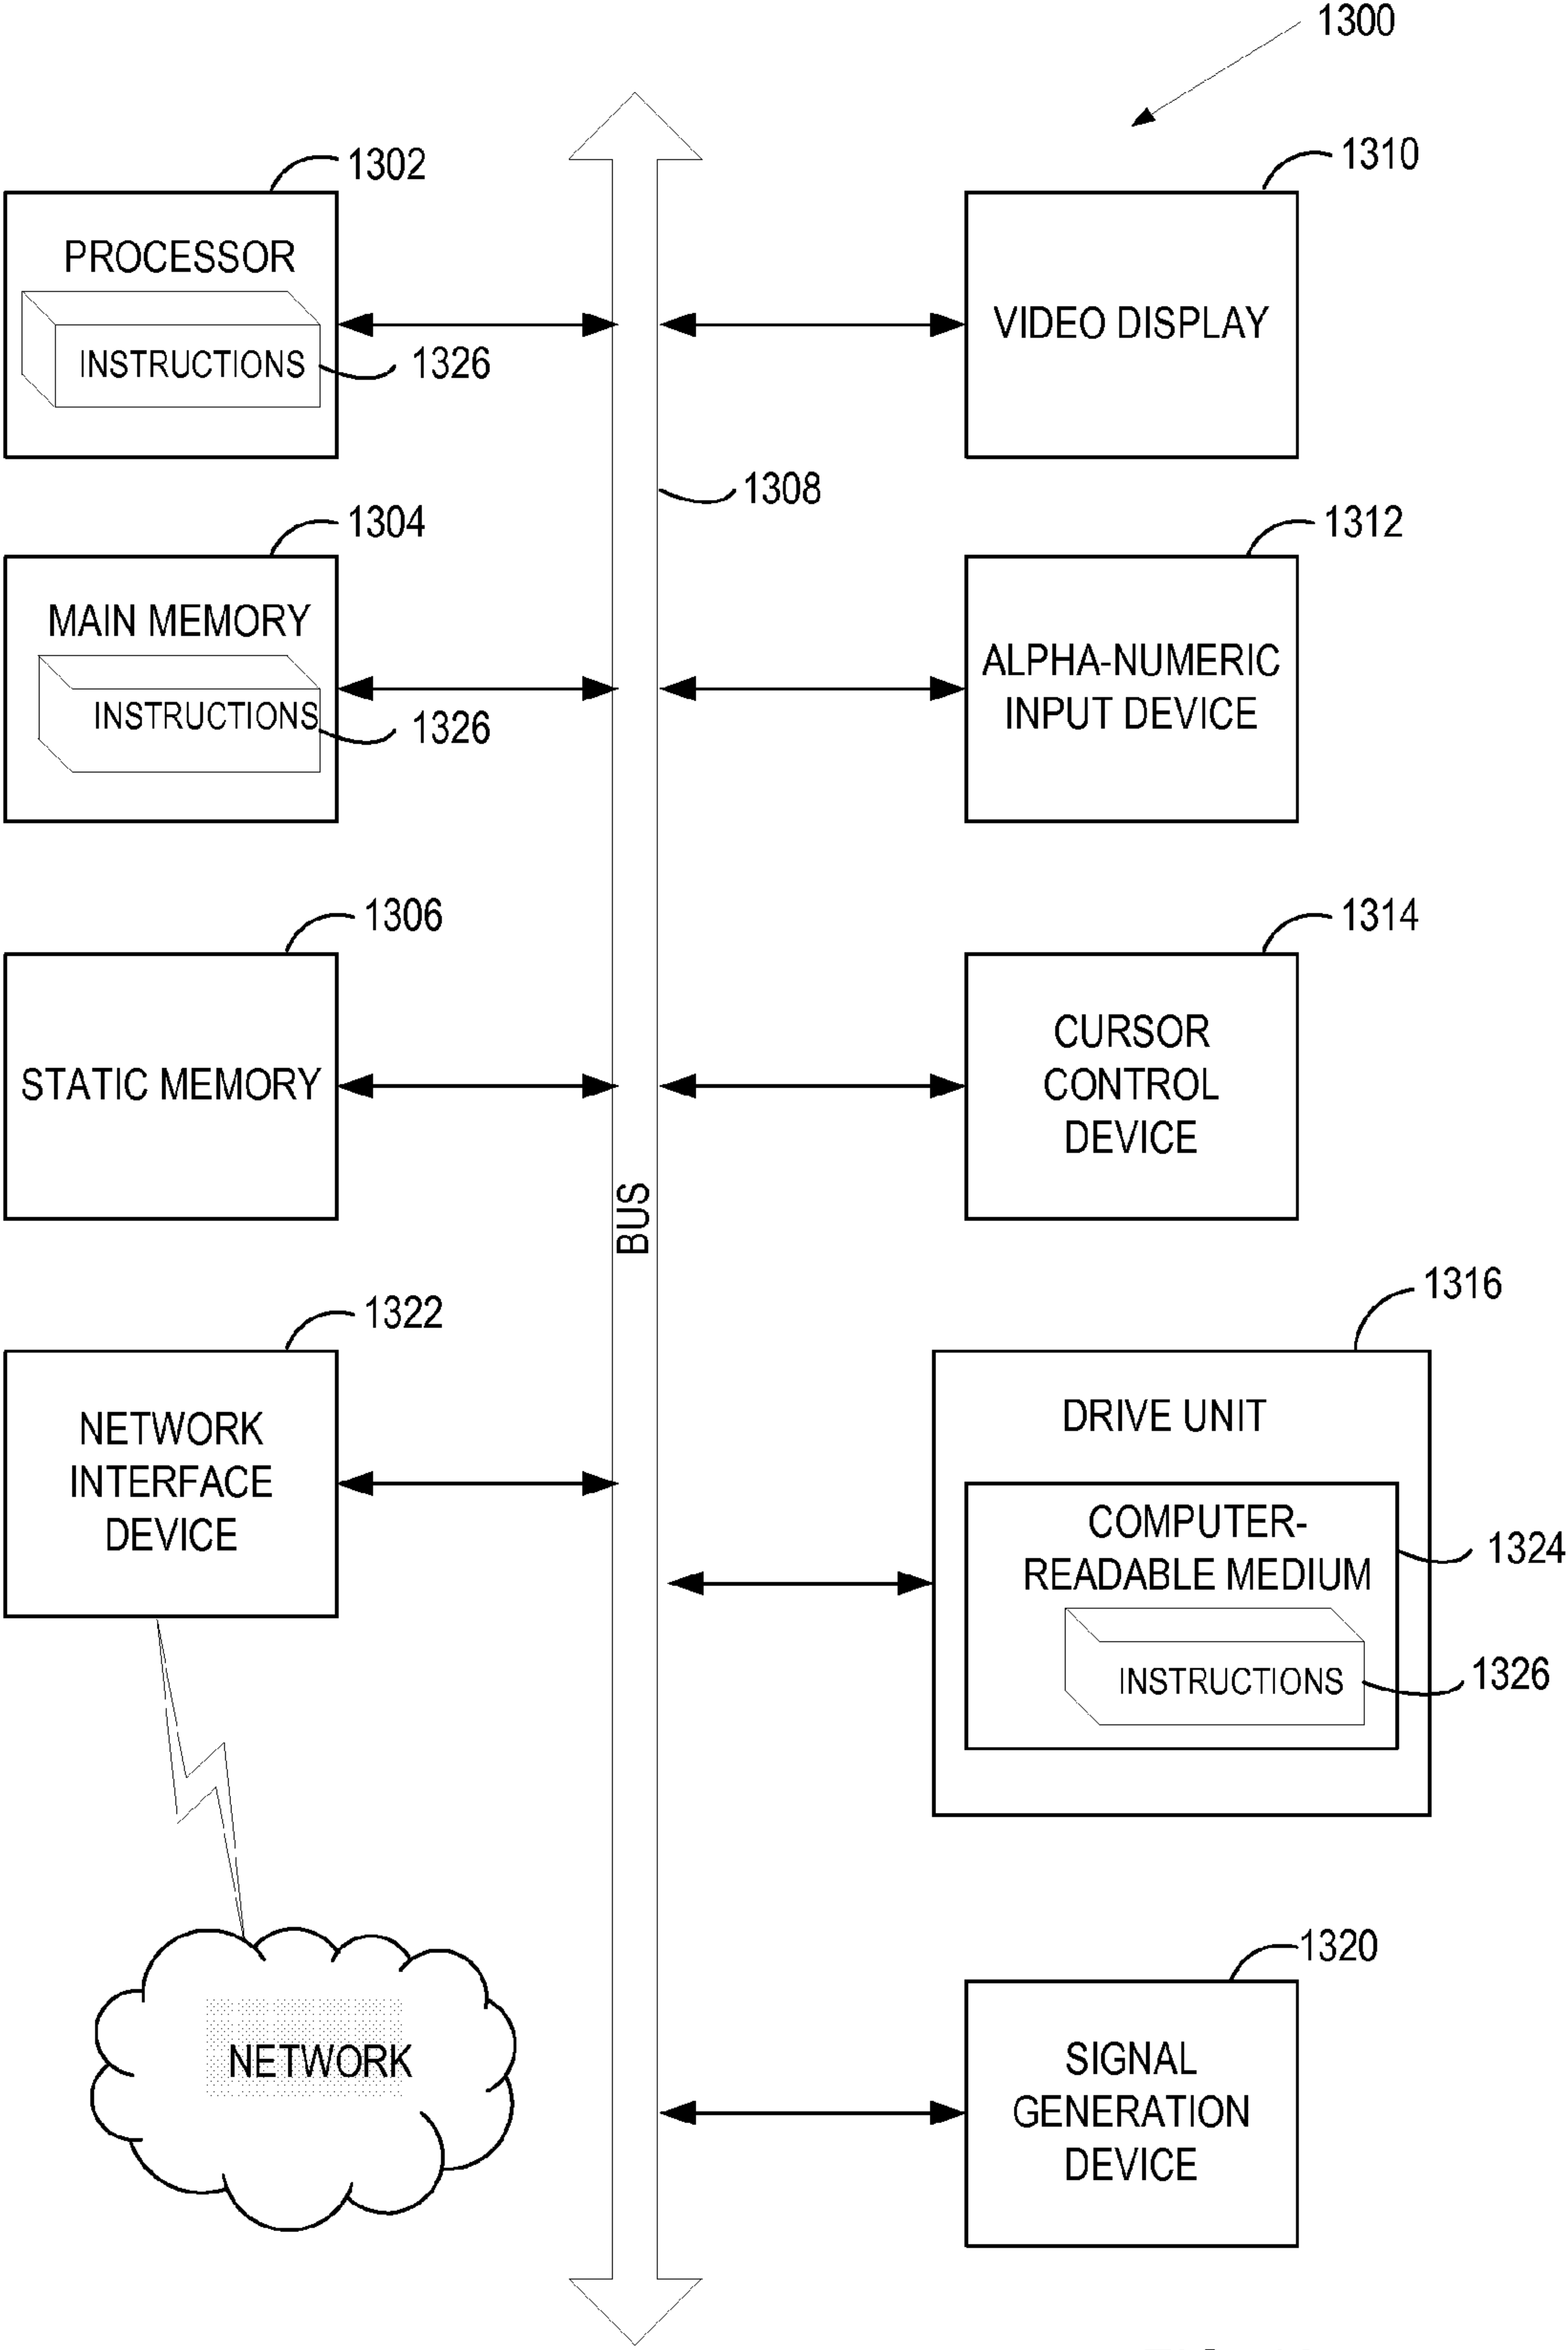 1300
1302
PROCESSOR
INSTRUCTIONS
1326
1310
VIDEO DISPLAY
1308
1304
MAIN MEMORY
INSTRUCTIONS
1326
1312
ALPHA-NUMERIC
INPUT DEVICE
1306
STATIC MEMORY
1314
CURSOR
CONTROL
DEVICE
BUS
1322
NETWORK
INTERFACE
DEVICE
1316
DRIVE UNIT
COMPUTER-
READABLE MEDIUM
1324
INSTRUCTIONS
1326
NETWORK
1320
SIGNAL
GENERATION
DEVICE